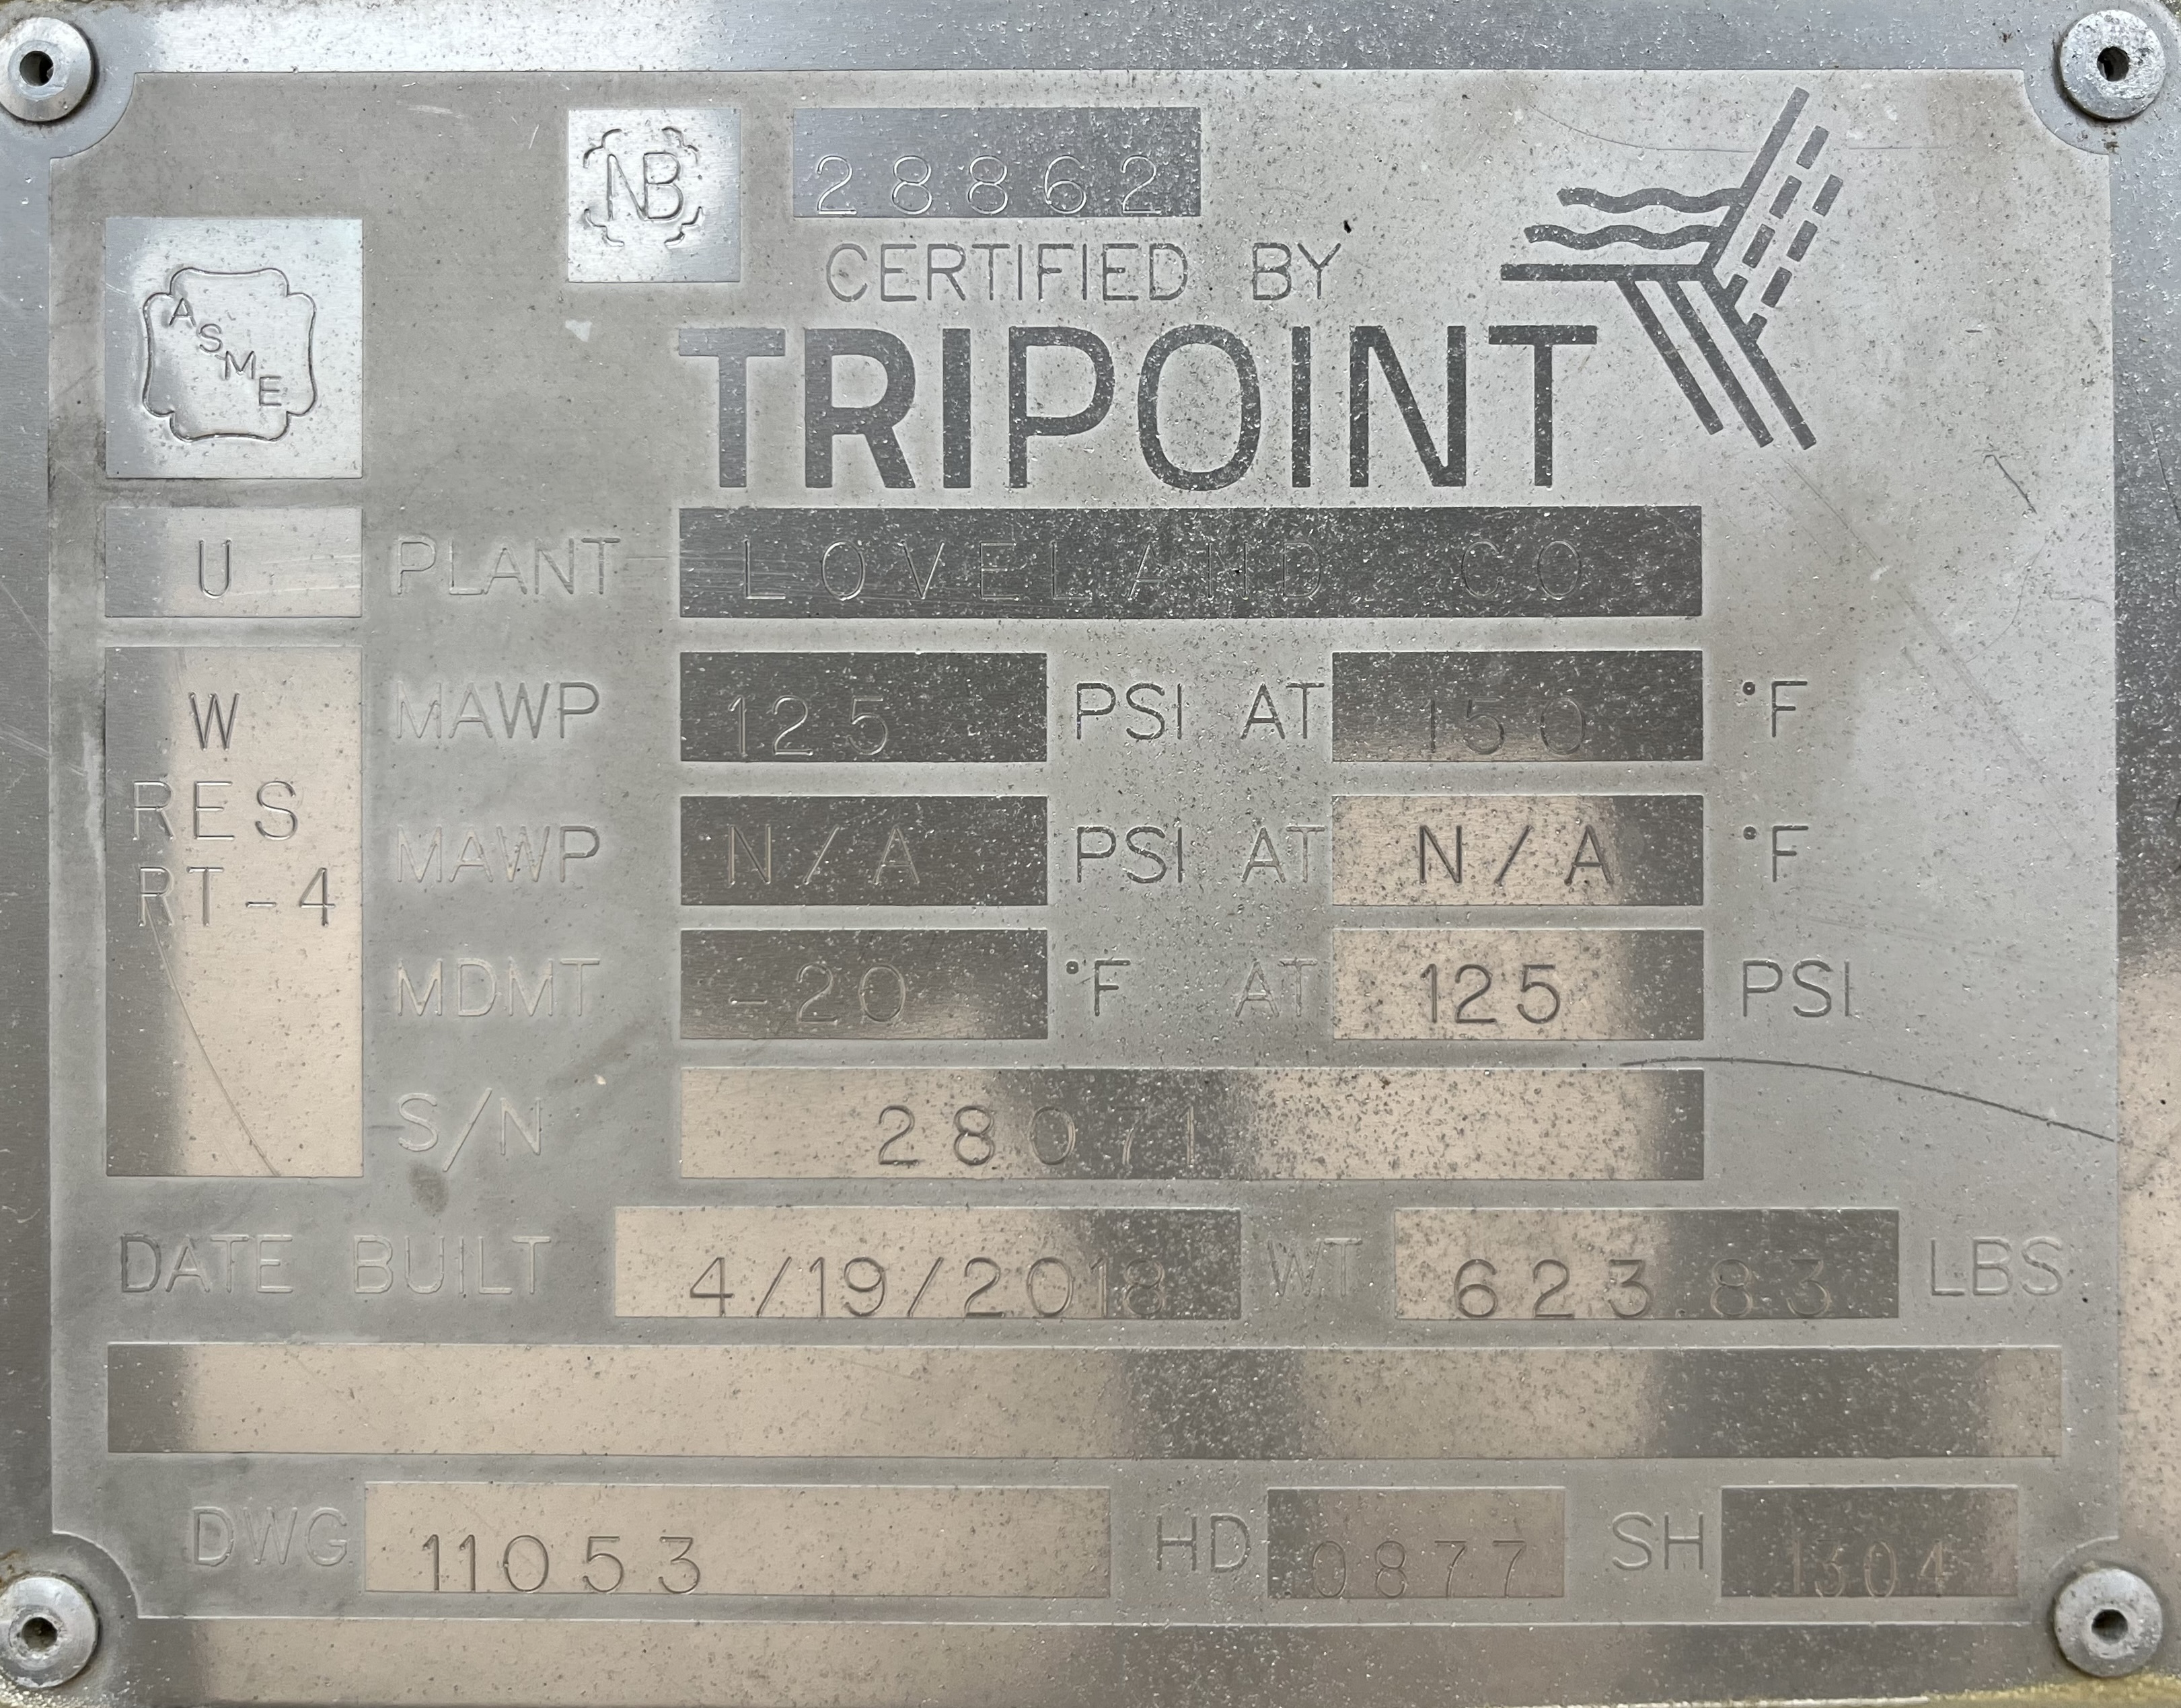 NB 28862
CERTIFIED BY
ASME
TRIPOINT
U PLANT LOVELAND CO
W MAWP 125 PSI AT 150 °F
RES
MAWP N/A PSI AT N/A °F
RT-4
MDMT -20 °F AT 125 PSI
S/N 28071
DATE BUILT 4/19/2018 WT 623.83 LBS
DWG 11053 HD .0877 SH .1304